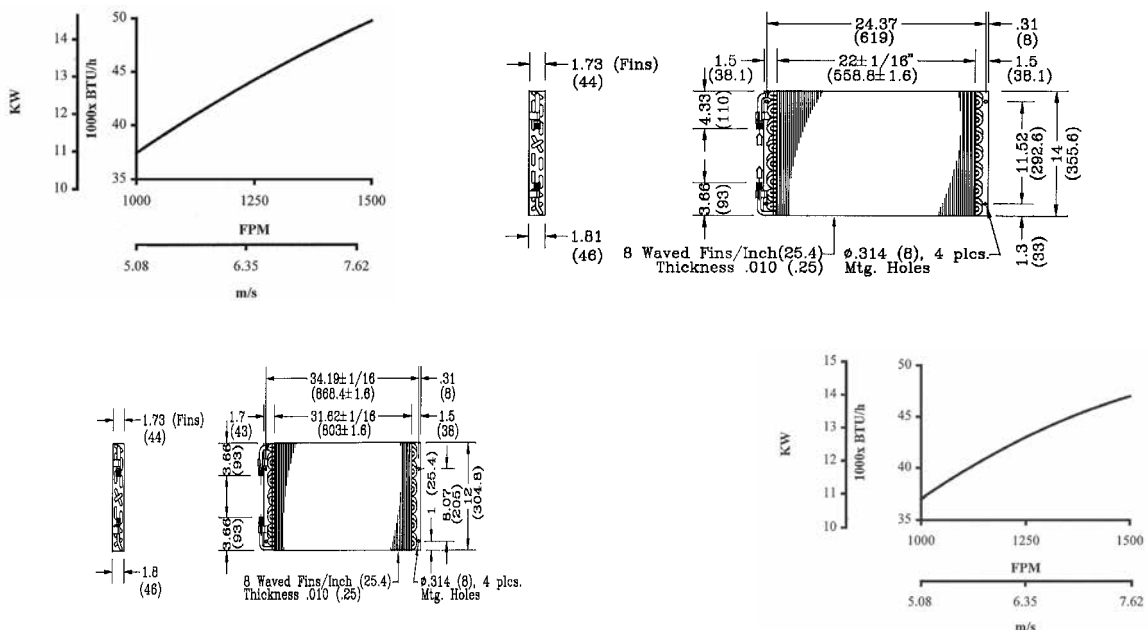 KW
14
13
12
11
10
1000x BTU/h
50
45
40
35
1000 1250 1500
FPM
5.08 6.35 7.62
m/s
1.73 (Fins)
(44)
1.81
(46)
24.37
(619)
.31
(8)
1.5
(38.1)
22± 1/16"
(558.8± 1.6)
1.5
(38.1)
4.33
(110)
3.66
(93)
11.52
(292.6)
14
(355.6)
1.3
(33)
8 Waved Fins/Inch(25.4)
Thickness .010 (.25)
ø.314 (8), 4 plcs.
Mtg. Holes
1.73 (Fins)
(44)
1.8
(46)
34.19± 1/16
(868.4± 1.6)
.31
(8)
1.7
(43)
31.62± 1/16
(803± 1.6)
1.5
(38)
3.66
(93)
3.66
(93)
1 (25.4)
8.07
(205)
12
(304.8)
8 Waved Fins/Inch (25.4)
Thickness .010 (.25)
ø.314 (8), 4 plcs.
Mtg. Holes
KW
15
14
13
12
11
10
1000x BTU/h
50
45
40
35
1000 1250 1500
FPM
5.08 6.35 7.62
m/s